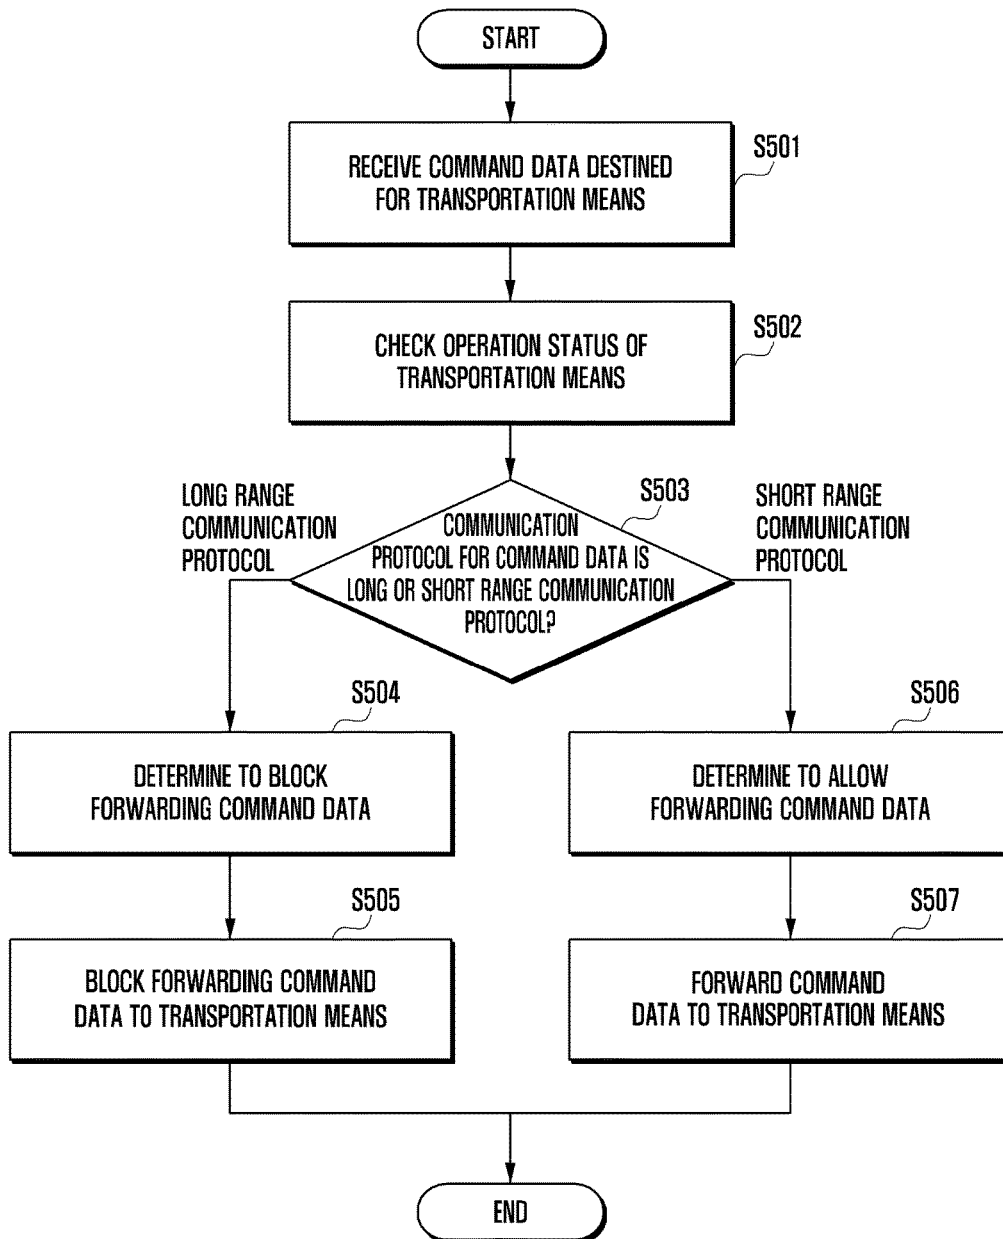 START
S501
RECEIVE COMMAND DATA DESTINED
FOR TRANSPORTATION MEANS
S502
CHECK OPERATION STATUS OF
TRANSPORTATION MEANS
S503
LONG RANGE
COMMUNICATION
PROTOCOL
COMMUNICATION
PROTOCOL FOR COMMAND DATA IS
LONG OR SHORT RANGE COMMUNICATION
PROTOCOL?
SHORT RANGE
COMMUNICATION
PROTOCOL
S504
DETERMINE TO BLOCK
FORWARDING COMMAND DATA
S506
DETERMINE TO ALLOW
FORWARDING COMMAND DATA
S505
BLOCK FORWARDING COMMAND
DATA TO TRANSPORTATION MEANS
S507
FORWARD COMMAND
DATA TO TRANSPORTATION MEANS
END